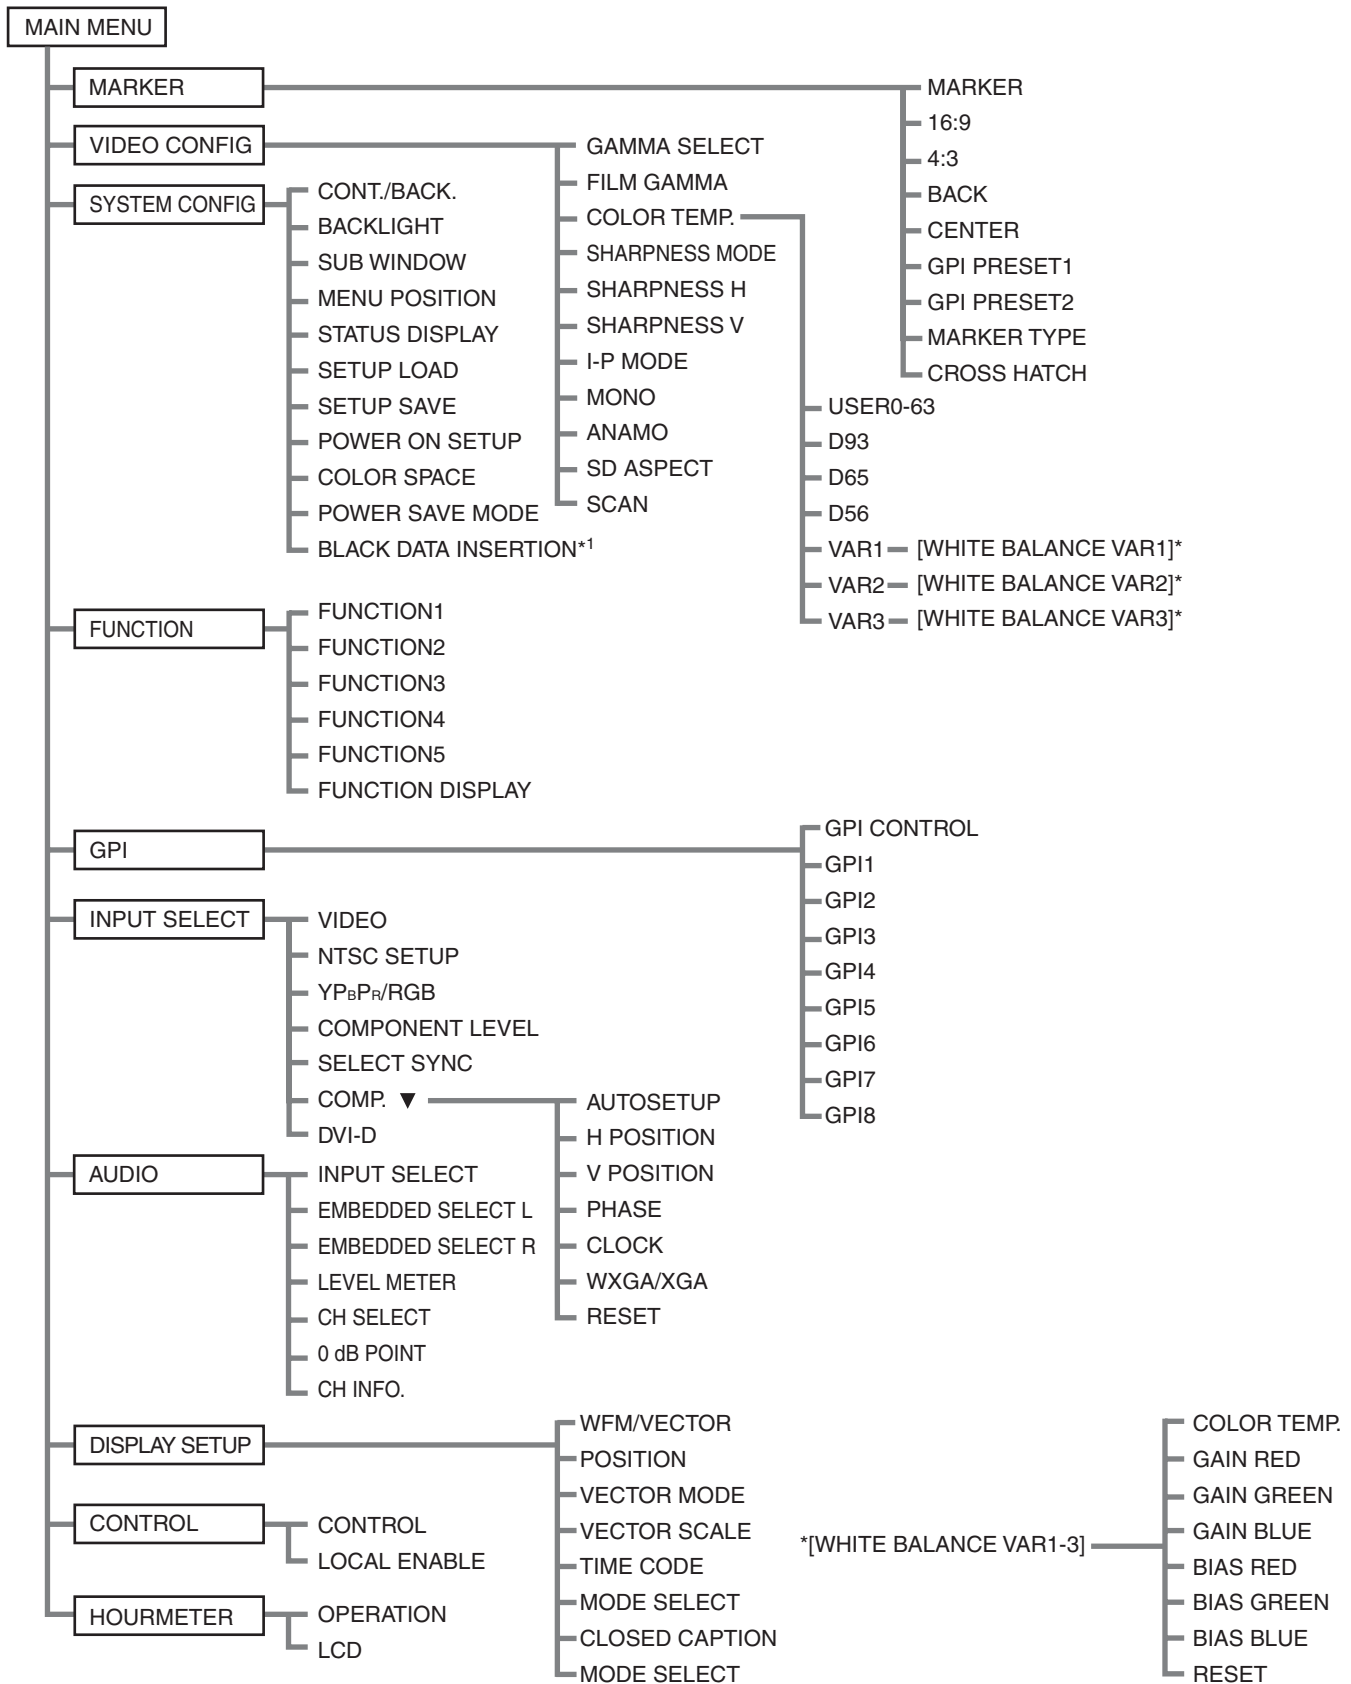 MAIN MENU
MARKER
MARKER
16:9
4:3
BACK
CENTER
GPI PRESET1
GPI PRESET2
MARKER TYPE
CROSS HATCH
VIDEO CONFIG
GAMMA SELECT
FILM GAMMA
COLOR TEMP.
SHARPNESS MODE
SHARPNESS H
SHARPNESS V
I-P MODE
MONO
ANAMO
SD ASPECT
SCAN
USER0-63
D93
D65
D56
VAR1 [WHITE BALANCE VAR1]*
VAR2 [WHITE BALANCE VAR2]*
VAR3 [WHITE BALANCE VAR3]*
SYSTEM CONFIG
CONT./BACK.
BACKLIGHT
SUB WINDOW
MENU POSITION
STATUS DISPLAY
SETUP LOAD
SETUP SAVE
POWER ON SETUP
COLOR SPACE
POWER SAVE MODE
BLACK DATA INSERTION*1
FUNCTION
FUNCTION1
FUNCTION2
FUNCTION3
FUNCTION4
FUNCTION5
FUNCTION DISPLAY
GPI
GPI CONTROL
GPI1
GPI2
GPI3
GPI4
GPI5
GPI6
GPI7
GPI8
INPUT SELECT
VIDEO
NTSC SETUP
YPBPR/RGB
COMPONENT LEVEL
SELECT SYNC
COMP. ▼
DVI-D
AUTOSETUP
H POSITION
V POSITION
PHASE
CLOCK
WXGA/XGA
RESET
AUDIO
INPUT SELECT
EMBEDDED SELECT L
EMBEDDED SELECT R
LEVEL METER
CH SELECT
0 dB POINT
CH INFO.
DISPLAY SETUP
WFM/VECTOR
POSITION
VECTOR MODE
VECTOR SCALE
TIME CODE
MODE SELECT
CLOSED CAPTION
MODE SELECT
CONTROL
CONTROL
LOCAL ENABLE
HOURMETER
OPERATION
LCD
*[WHITE BALANCE VAR1-3]
COLOR TEMP.
GAIN RED
GAIN GREEN
GAIN BLUE
BIAS RED
BIAS GREEN
BIAS BLUE
RESET